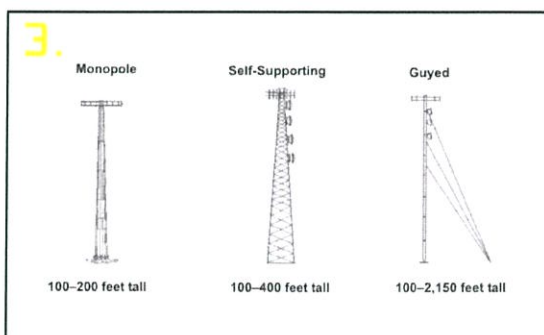 3.
Monopole Self-Supporting Guyed
100–200 feet tall 100–400 feet tall 100–2,150 feet tall